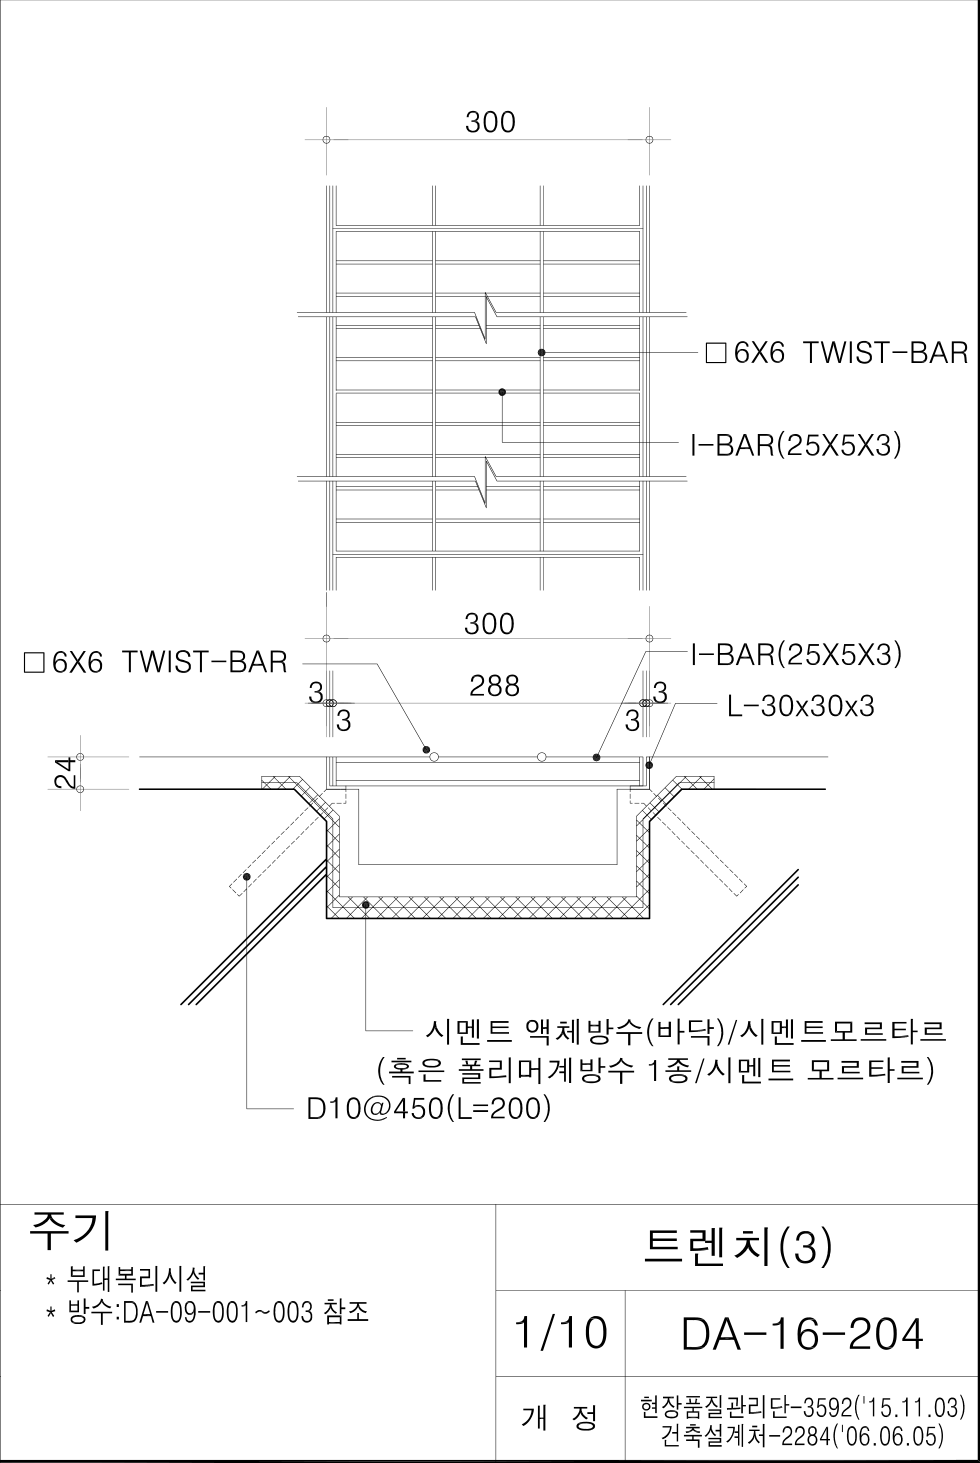 300
□ 6X6 TWIST-BAR
I-BAR(25X5X3)
300
□ 6X6 TWIST-BAR
I-BAR(25X5X3)
3 288 3
L-30x30x3
3 3
24
시멘트 액체방수(바닥)/시멘트모르타르
(혹은 폴리머계방수 1종/시멘트 모르타르)
D10@450(L=200)
주기
* 부대복리시설
* 방수:DA-09-001~003 참조
트렌치(3)
1/10
DA-16-204
개 정
현장품질관리단-3592('15.11.03)
건축설계처-2284('06.06.05)